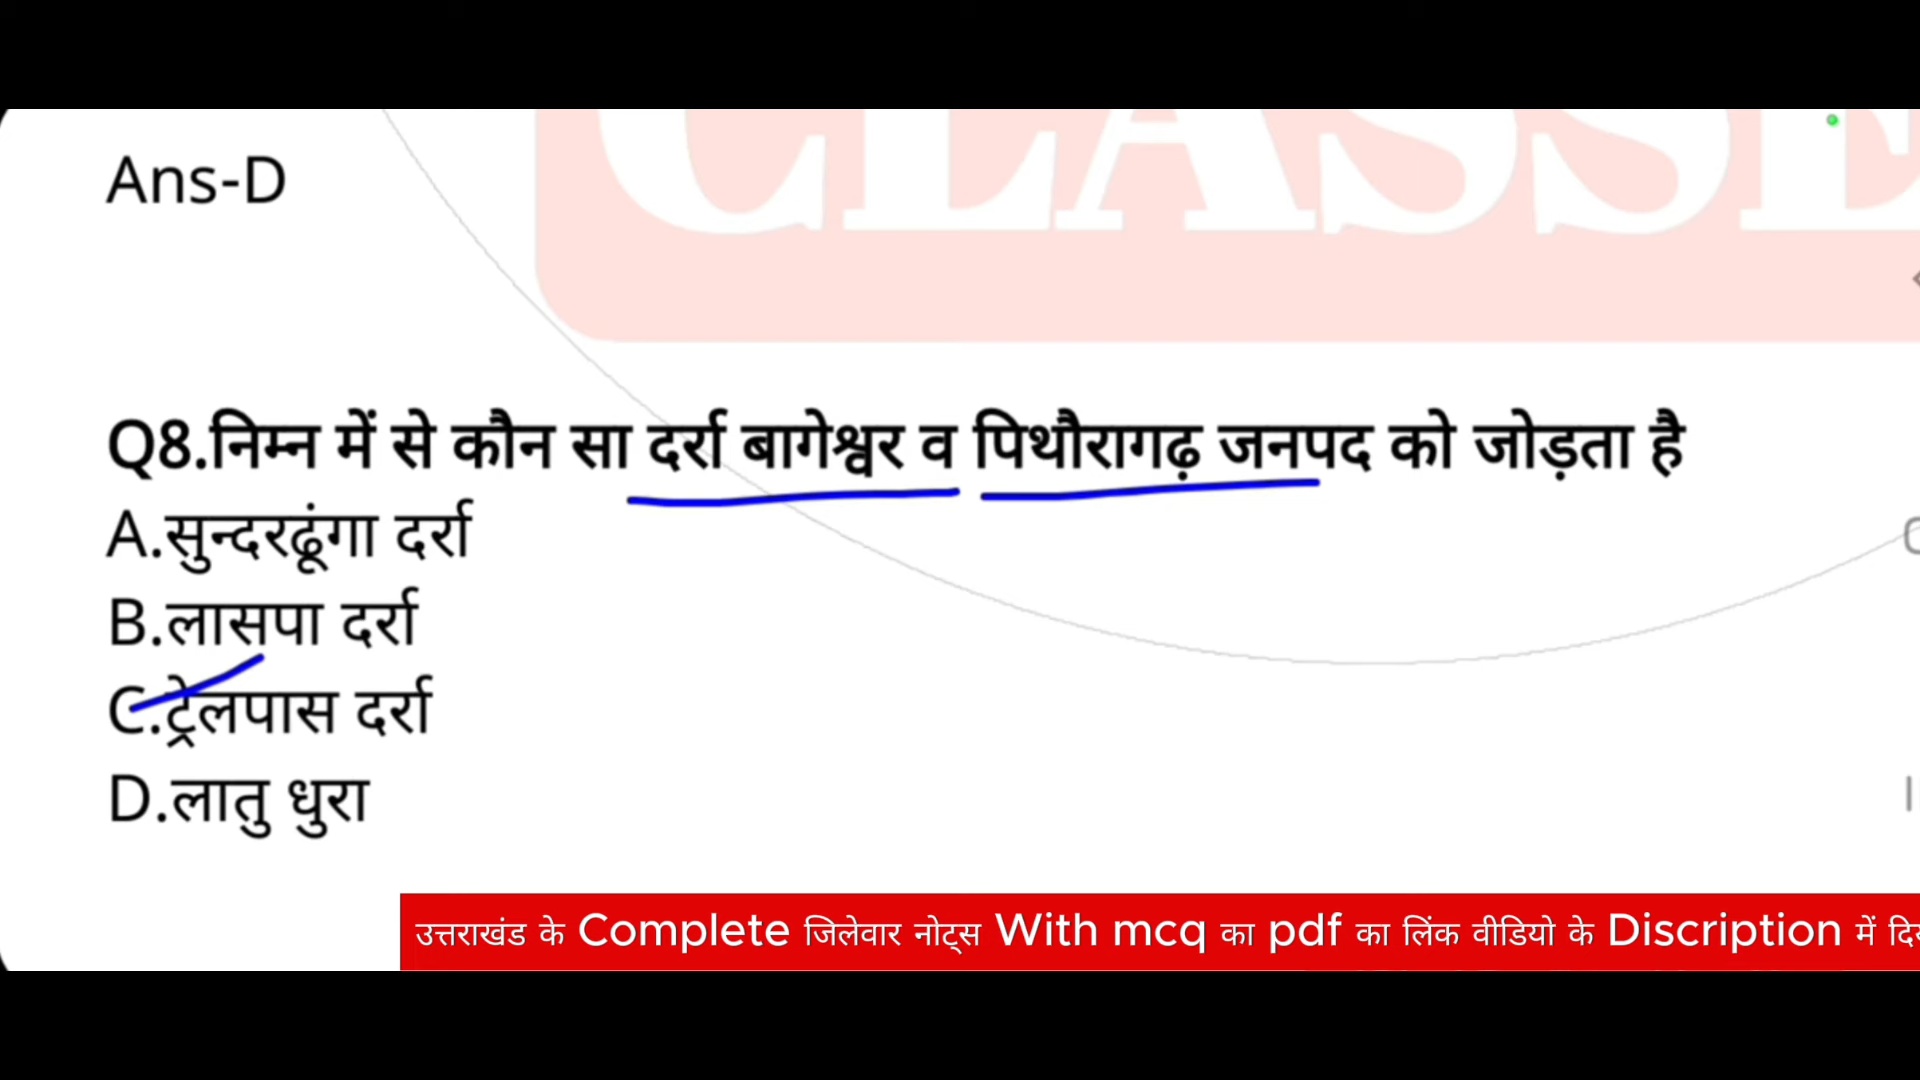 CLASSE
Ans-D
Q8.निम्न में से कौन सा दर्रा बागेश्वर व पिथौरागढ़ जनपद को जोड़ता है
A.सुन्दरढूंगा दर्रा
B.लासपा दर्रा
C.ट्रेलपास दर्रा
D.लातु धुरा
उत्तराखंड के Complete जिलेवार नोट्स With mcq का pdf का लिंक वीडियो के Discription में